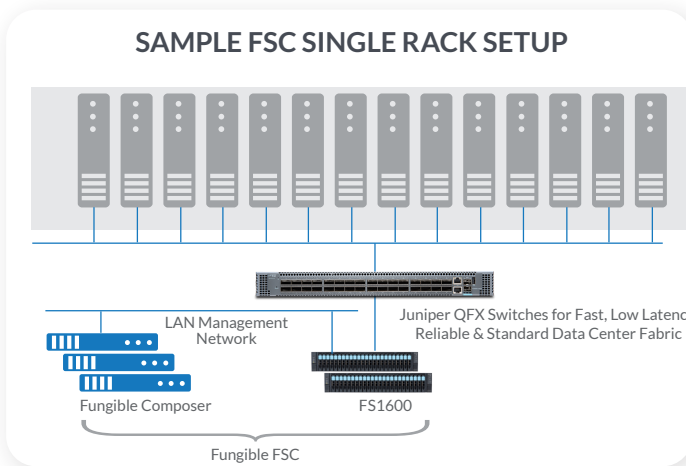 SAMPLE FSC SINGLE RACK SETUP
Juniper QFX Switches for Fast, Low Latenc
Reliable & Standard Data Center Fabric
LAN Management
Network
Fungible Composer
FS1600
Fungible FSC